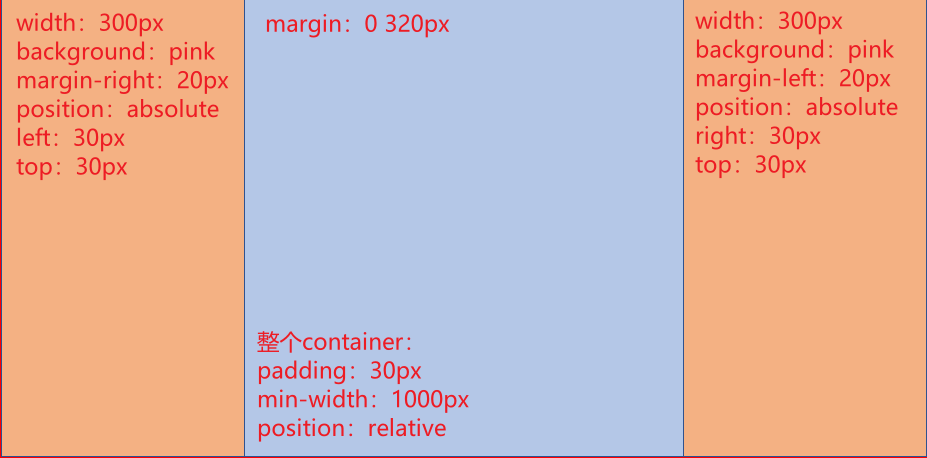 width：300px
background：pink
margin-right：20px
position：absolute
left：30px
top：30px
margin：0 320px
整个container：
padding：30px
min-width：1000px
position：relative
width：300px
background：pink
margin-left：20px
position：absolute
right：30px
top：30px